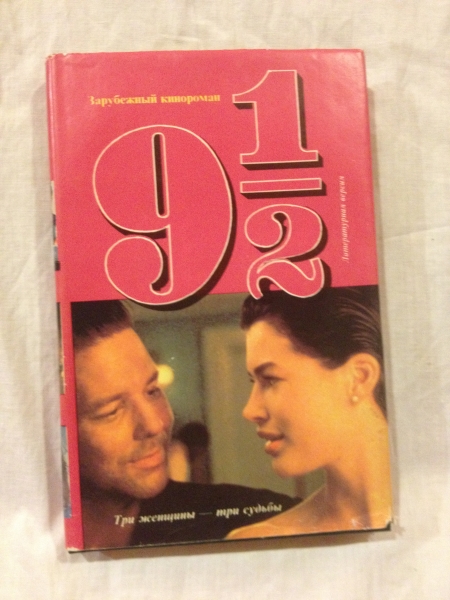 Зарубежный кинороман
9 1/2
Литературная версия
Три женщины — три судьбы